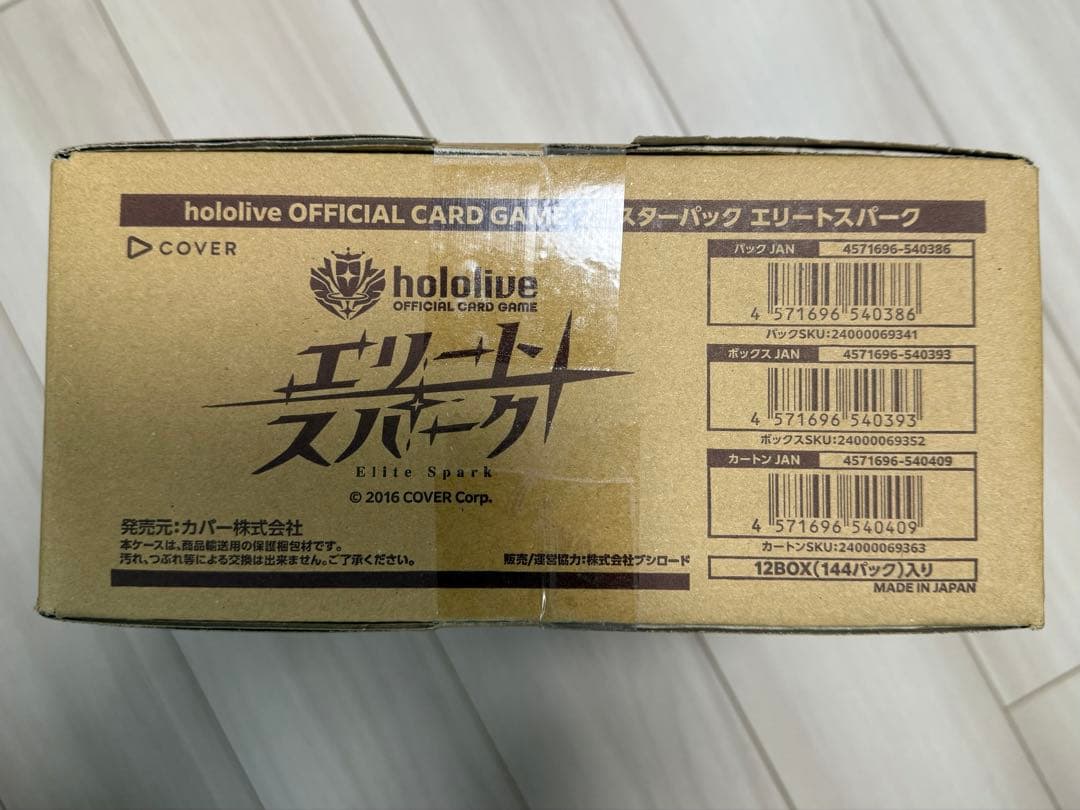 hololive OFFICIAL CARD GAME スターパック エリートスパーク
COVER
hololive
OFFICIAL CARD GAME
エリート
スパーク
Elite Spark
© 2016 COVER Corp.
発売元:カバー株式会社
本ケースは、商品輸送用の保護梱包材です。
汚れ、つぶれ等による交換は出来ません。ご了承ください。
販売/運営協力:株式会社ブシロード
パック JAN 4571696-540386
4 571696 540386
パックSKU:24000069341
ボックス JAN 4571696-540393
4 571696 540393
ボックスSKU:24000069352
カートン JAN 4571696-540409
4 571696 540409
カートンSKU:24000069363
12BOX(144パック)入り
MADE IN JAPAN